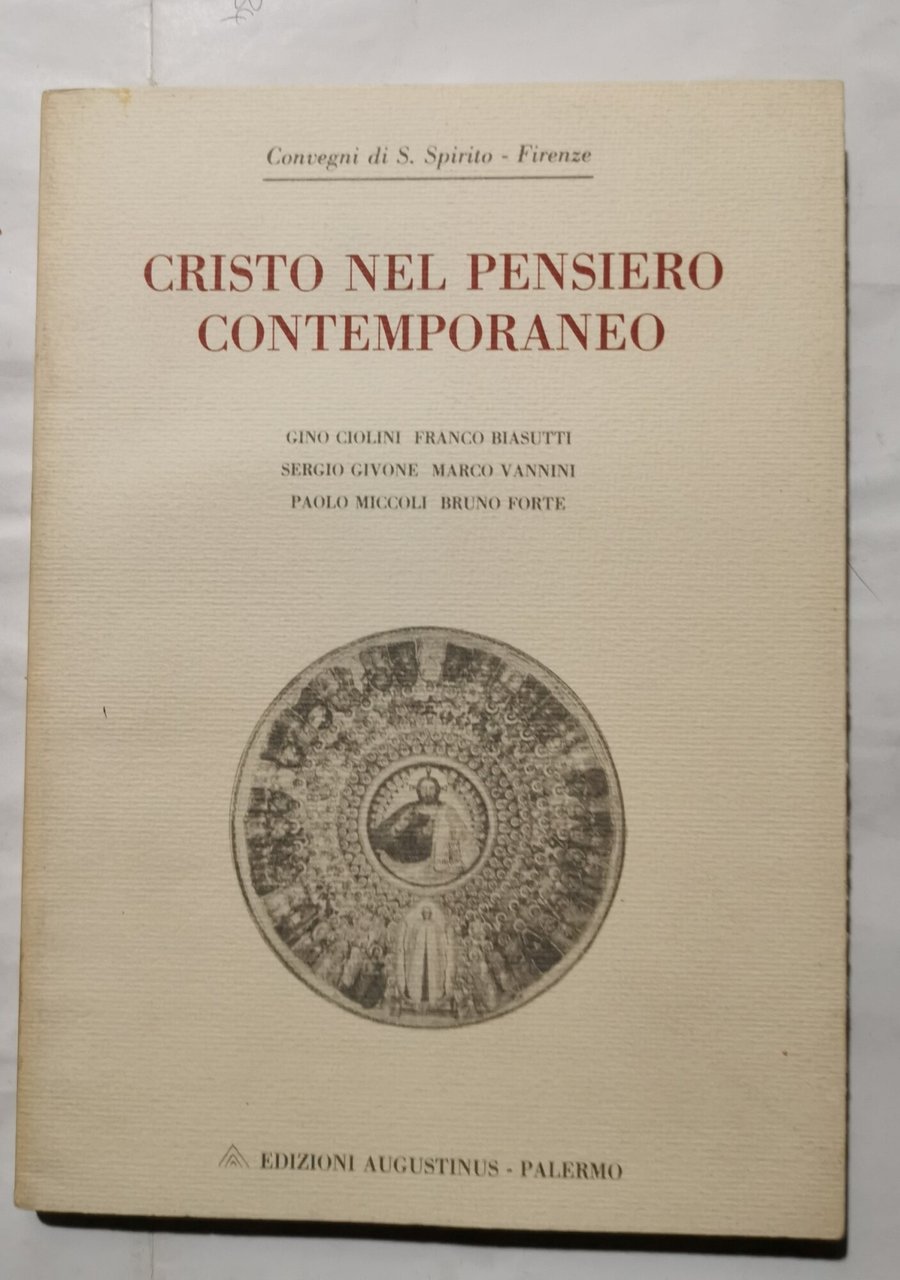 Convegni di S. Spirito - Firenze
CRISTO NEL PENSIERO
CONTEMPORANEO
GINO CIOLINI FRANCO BIASUTTI
SERGIO GIVONE MARCO VANNINI
PAOLO MICCOLI BRUNO FORTE
EDIZIONI AUGUSTINUS - PALERMO